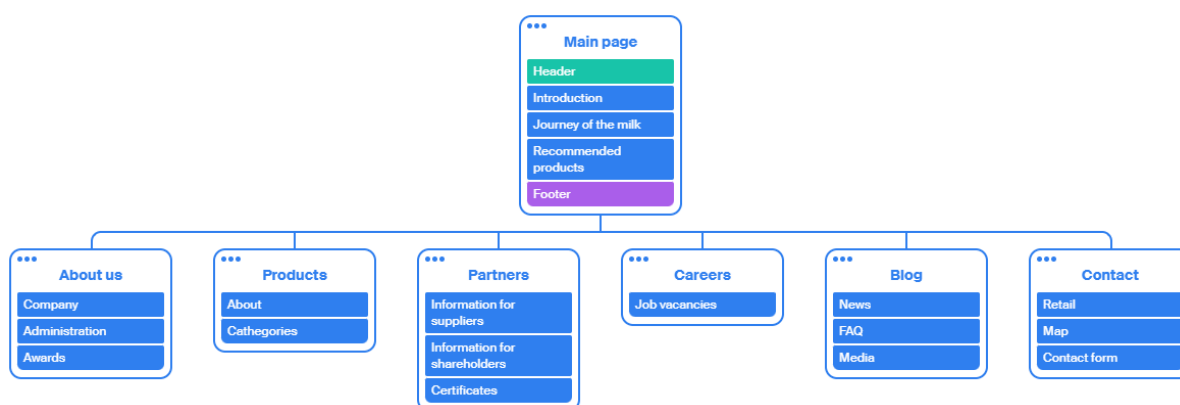 Main page
Header
Introduction
Journey of the milk
Recommended
products
Footer
About us
Company
Administration
Awards
Products
About
Cathegories
Partners
Information for
suppliers
Information for
shareholders
Certificates
Careers
Job vacancies
Blog
News
FAQ
Media
Contact
Retail
Map
Contact form